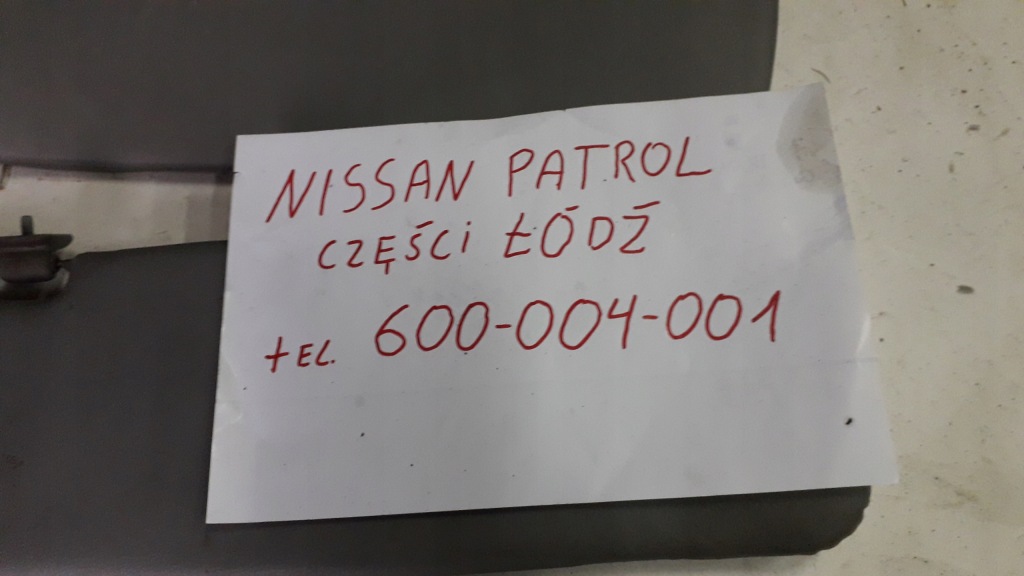 NISSAN PATROL
CZĘŚCI ŁÓDŹ
tEL. 600-004-001